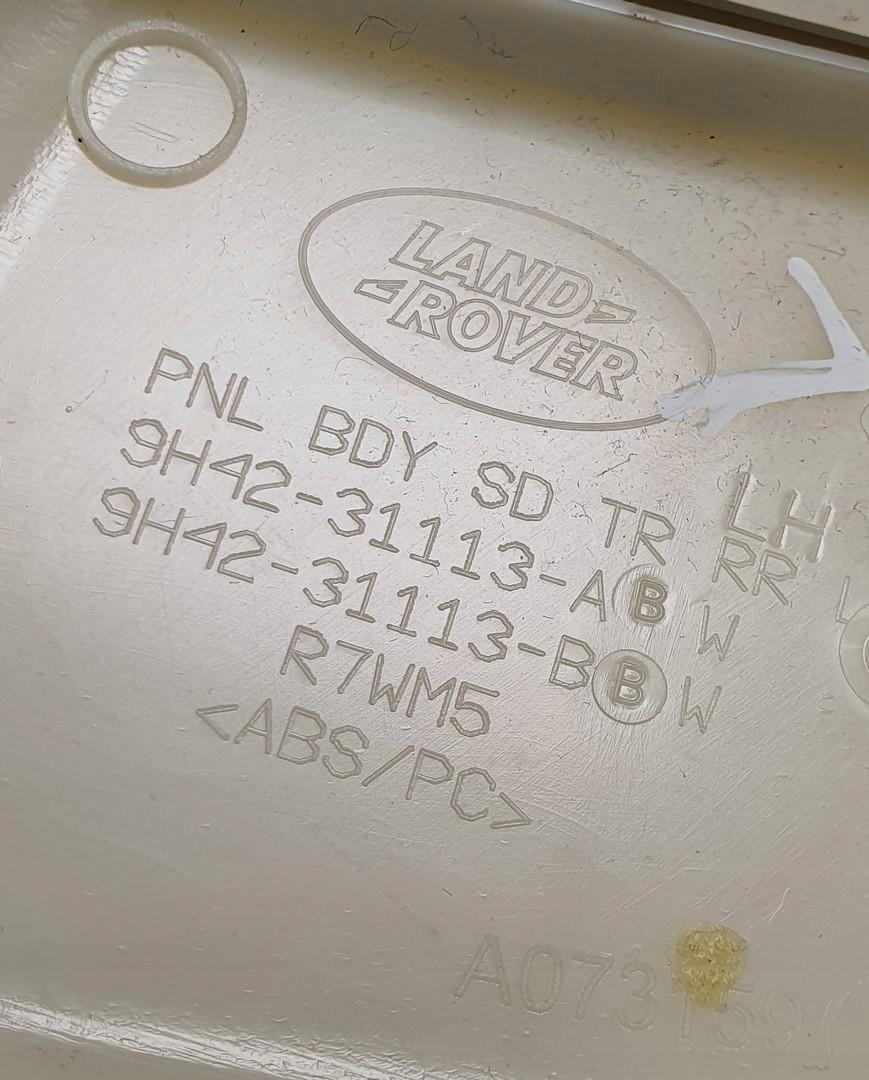 LAND
ROVER
PNL BDY SD TR LH
9H42-31113-AB RR W
9H42-31113-BB W
R7WM5
<ABS/PC>